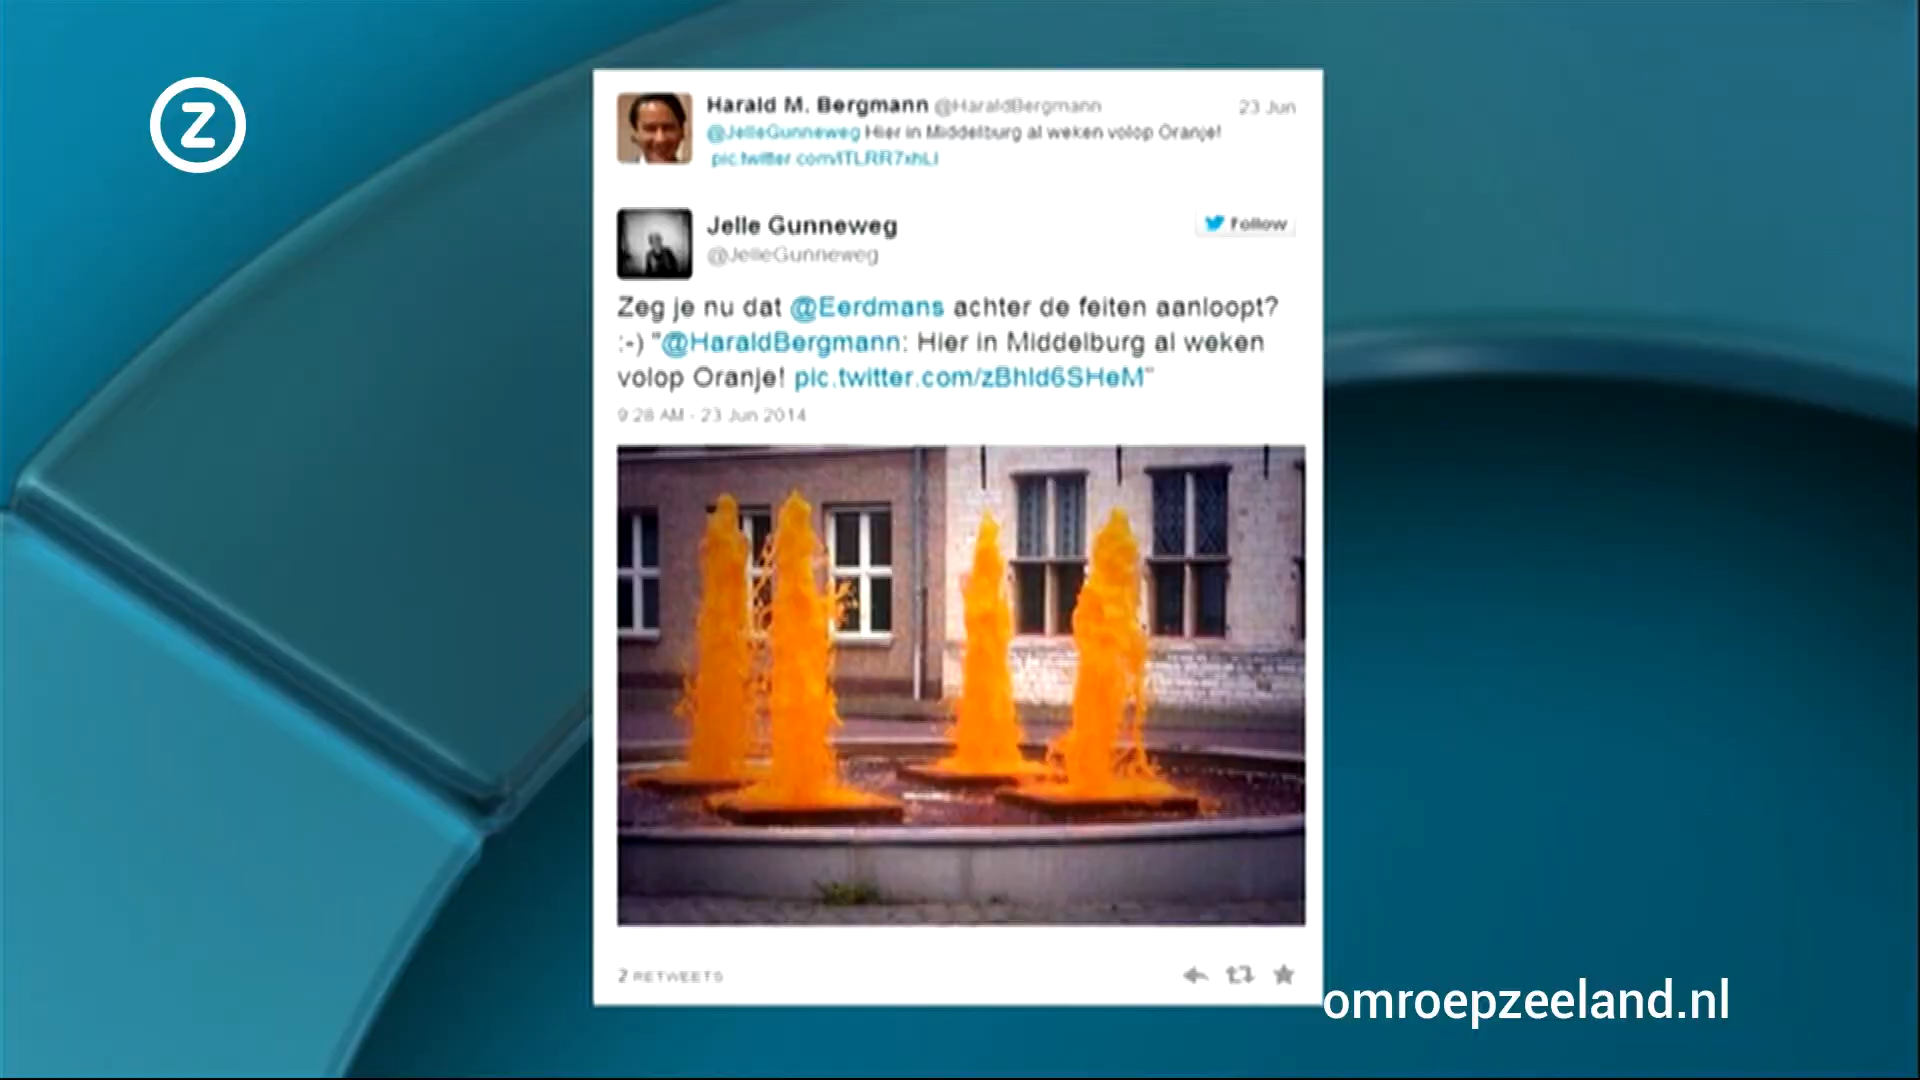 Z
Harald M. Bergmann @HaraldBergmann 23 Jun
@JelleGunneweg Hier in Middelburg al weken volop Oranje!
Jelle Gunneweg
Follow
@JelleGunneweg
Zeg je nu dat @Eerdmans achter de feiten aanloopt?
:-) "@HaraldBergmann: Hier in Middelburg al weken
volop Oranje! pic.twitter.com/zBhld6SHeM"
9:28 AM - 23 Jun 2014
2 RETWEETS
omroepzeeland.nl